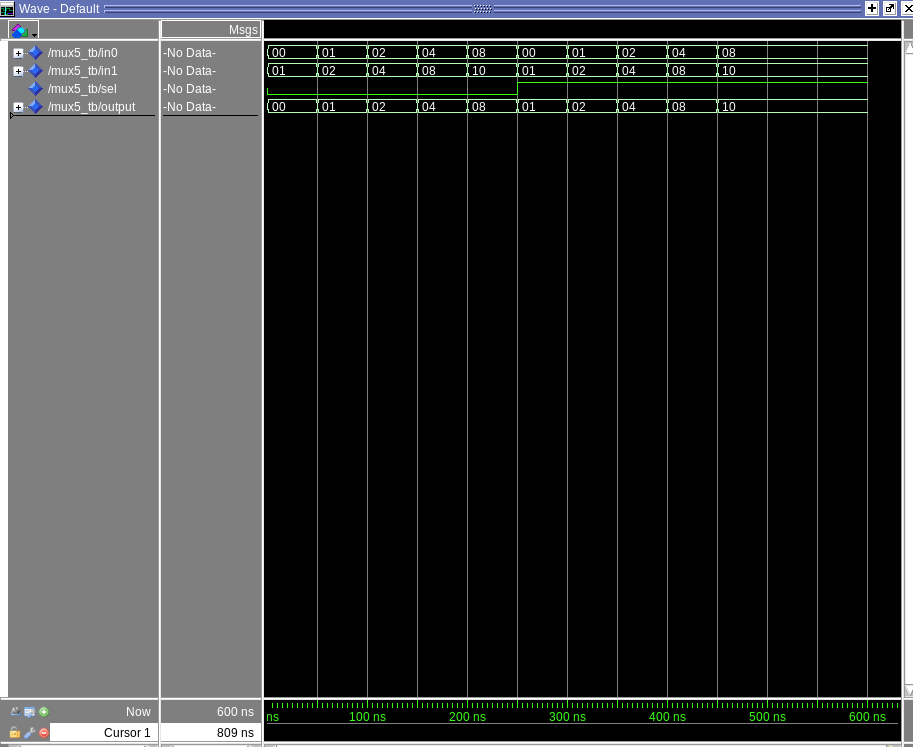 Wave - Default
Msgs
/mux5_tb/in0 -No Data- 00 01 02 04 08 00 01 02 04 08
/mux5_tb/in1 -No Data- 01 02 04 08 10 01 02 04 08 10
/mux5_tb/sel -No Data-
/mux5_tb/output -No Data- 00 01 02 04 08 01 02 04 08 10
Now 600 ns ns 100 ns 200 ns 300 ns 400 ns 500 ns 600 ns
Cursor 1 809 ns